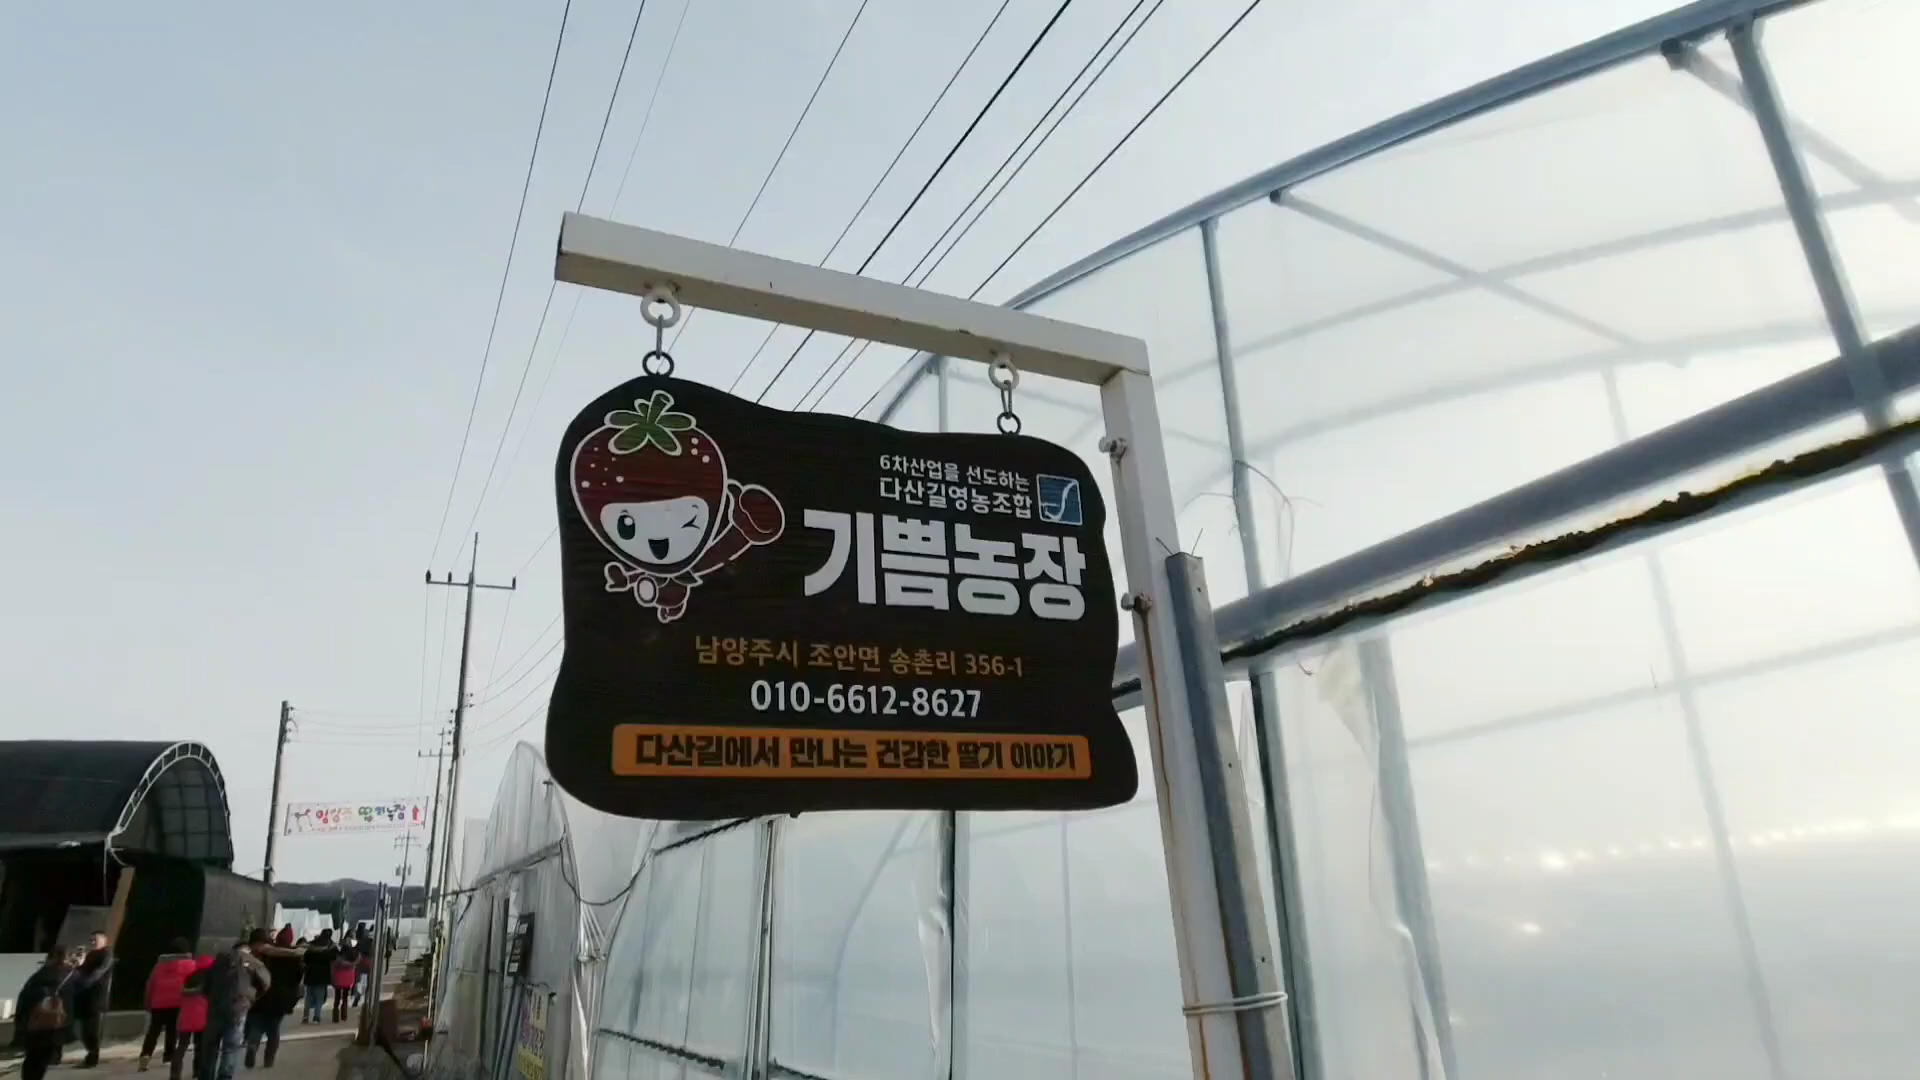 6차산업을 선도하는
다산길영농조합
기쁨농장
남양주시 조안면 송촌리 356-1
010-6612-8627
다산길에서 만나는 건강한 딸기 이야기